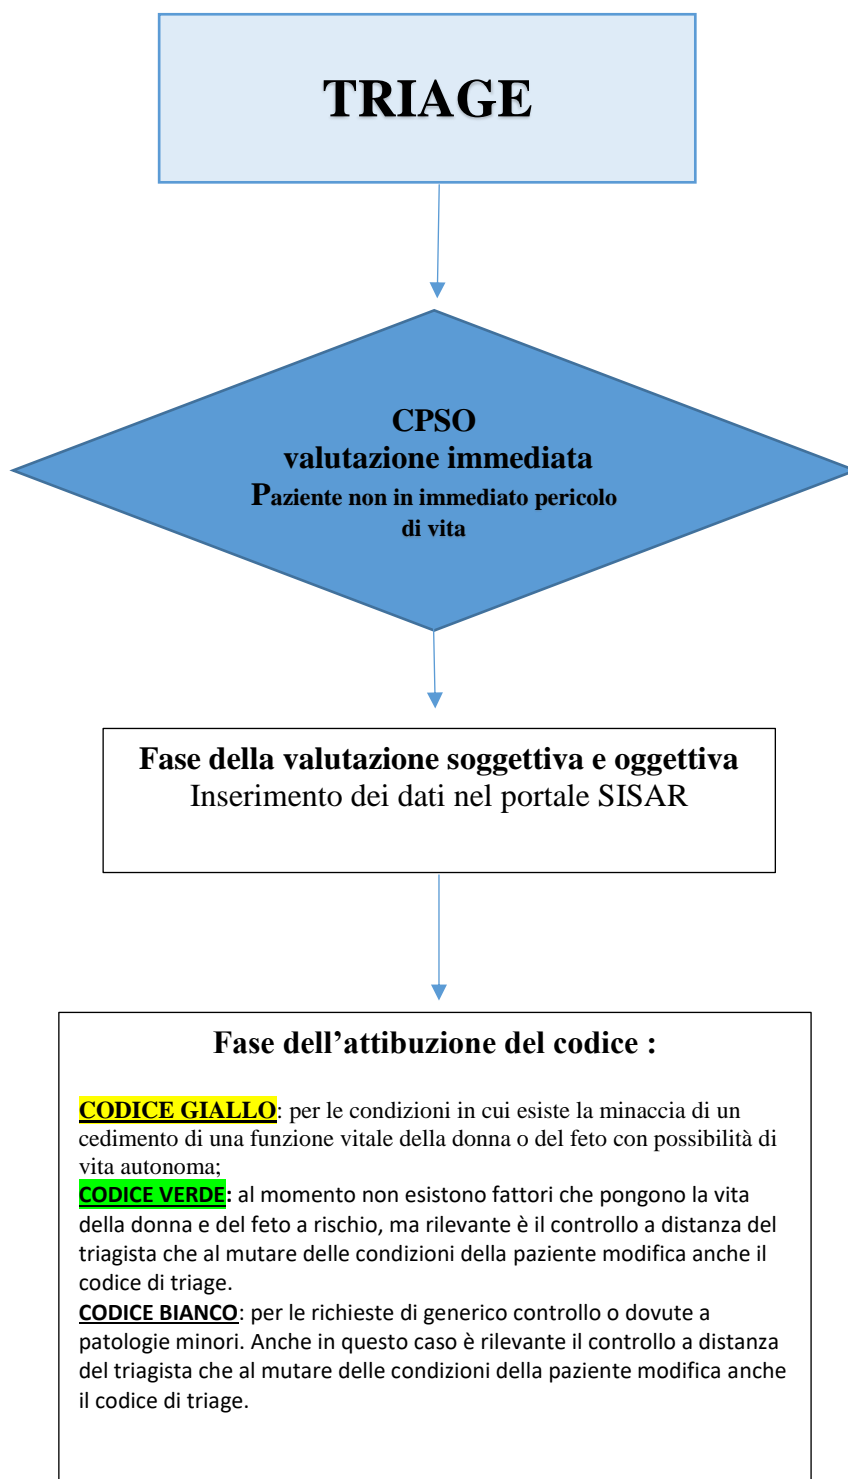 TRIAGE
CPSO
valutazione immediata
Paziente non in immediato pericolo
di vita
Fase della valutazione soggettiva e oggettiva
Inserimento dei dati nel portale SISAR
Fase dell’attibuzione del codice :
CODICE GIALLO: per le condizioni in cui esiste la minaccia di un
cedimento di una funzione vitale della donna o del feto con possibilità di
vita autonoma;
CODICE VERDE: al momento non esistono fattori che pongono la vita
della donna e del feto a rischio, ma rilevante è il controllo a distanza del
triagista che al mutare delle condizioni della paziente modifica anche il
codice di triage.
CODICE BIANCO: per le richieste di generico controllo o dovute a
patologie minori. Anche in questo caso è rilevante il controllo a distanza
del triagista che al mutare delle condizioni della paziente modifica anche
il codice di triage.